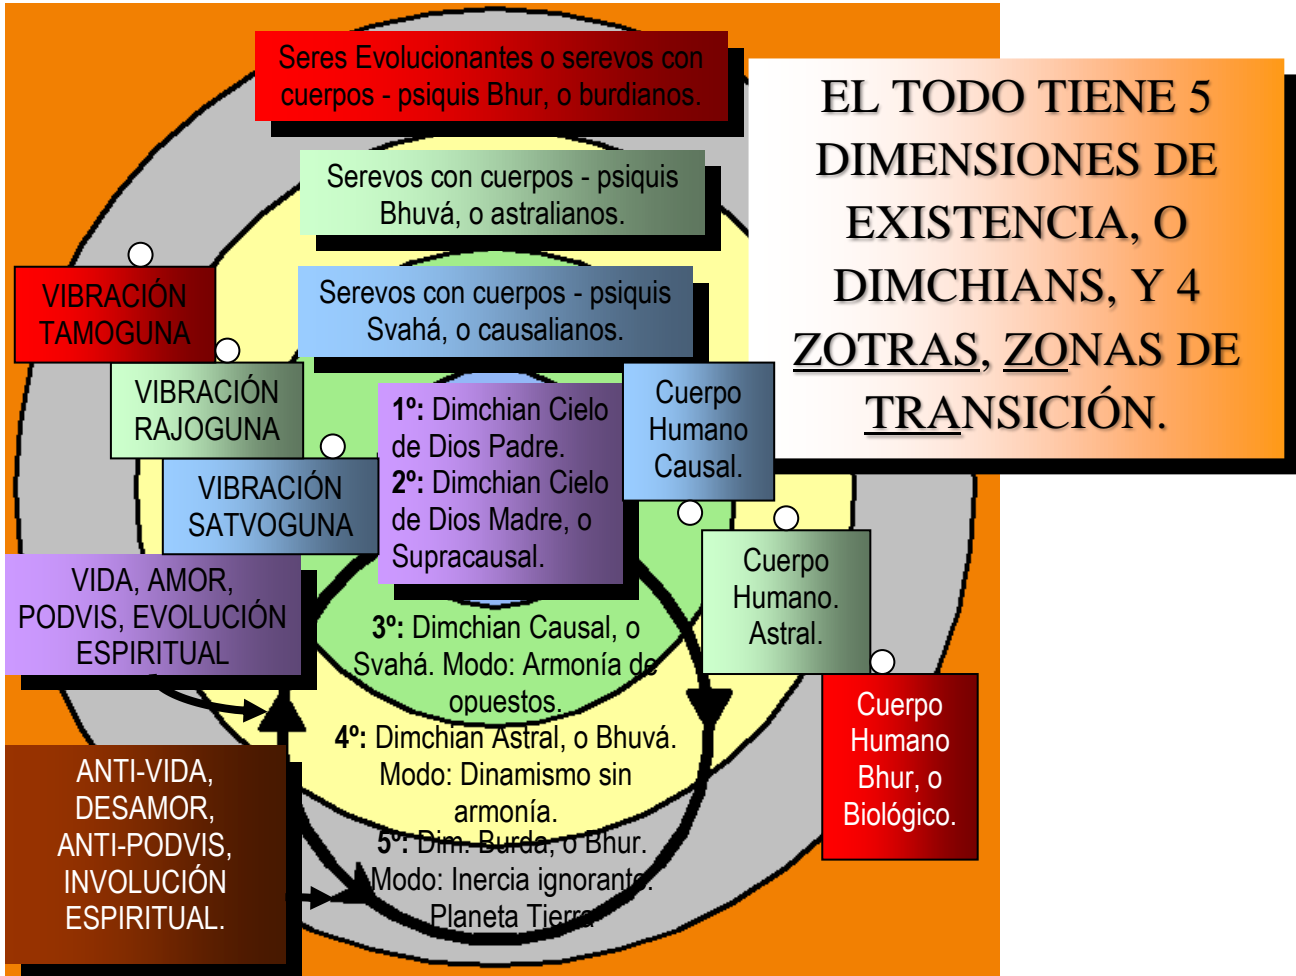 Seres Evolucionantes o serevos con
cuerpos - psiquis Bhur, o burdianos.
EL TODO TIENE 5
DIMENSIONES DE
EXISTENCIA, O
DIMCHIANS, Y 4
ZOTRAS, ZONAS DE
TRANSICIÓN.
Serevos con cuerpos - psiquis
Bhuvá, o astralianos.
Serevos con cuerpos - psiquis
Svahá, o causalianos.
VIBRACIÓN
TAMOGUNA
VIBRACIÓN
RAJOGUNA
VIBRACIÓN
SATVOGUNA
1º: Dimchian Cielo
de Dios Padre.
2º: Dimchian Cielo
de Dios Madre, o
Supracausal.
Cuerpo
Humano
Causal.
Cuerpo
Humano.
Astral.
Cuerpo
Humano
Bhur, o
Biológico.
VIDA, AMOR,
PODVIS, EVOLUCIÓN
ESPIRITUAL
3º: Dimchian Causal, o
Svahá. Modo: Armonía de
opuestos.
4º: Dimchian Astral, o Bhuvá.
Modo: Dinamismo sin
armonía.
5º: Dim. Burda, o Bhur.
Modo: Inercia ignorante.
Planeta Tierra
ANTI-VIDA,
DESAMOR,
ANTI-PODVIS,
INVOLUCIÓN
ESPIRITUAL.